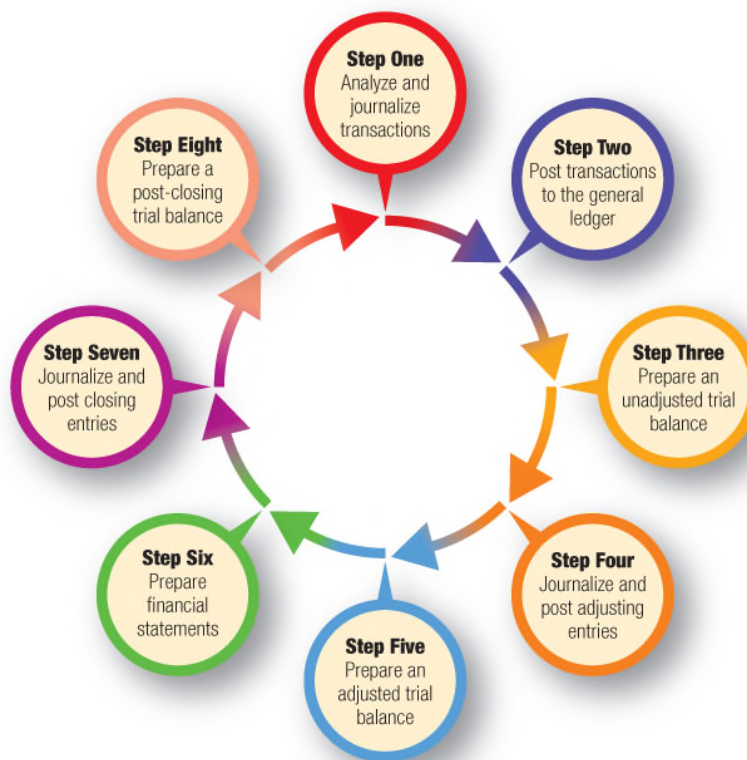 Step One
Analyze and
journalize
transactions
Step Two
Post transactions
to the general
ledger
Step Three
Prepare an
unadjusted trial
balance
Step Four
Journalize and
post adjusting
entries
Step Five
Prepare an
adjusted trial
balance
Step Six
Prepare
financial
statements
Step Seven
Journalize and
post closing
entries
Step Eight
Prepare a
post-closing
trial balance